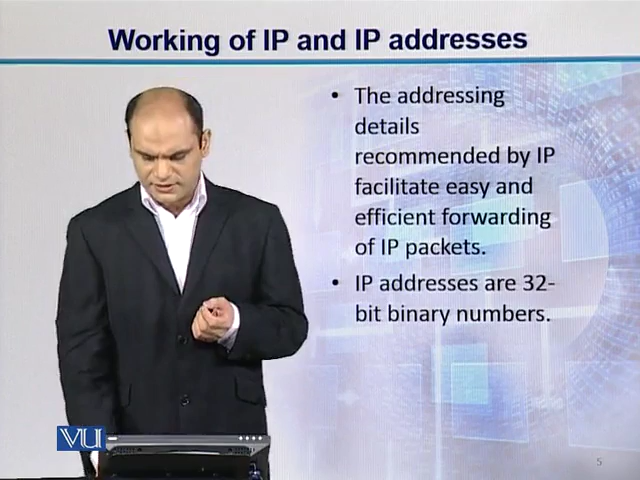 Working of IP and IP addresses
• The addressing
details
recommended by IP
facilitate easy and
efficient forwarding
of IP packets.
• IP addresses are 32-
bit binary numbers.
VU
5